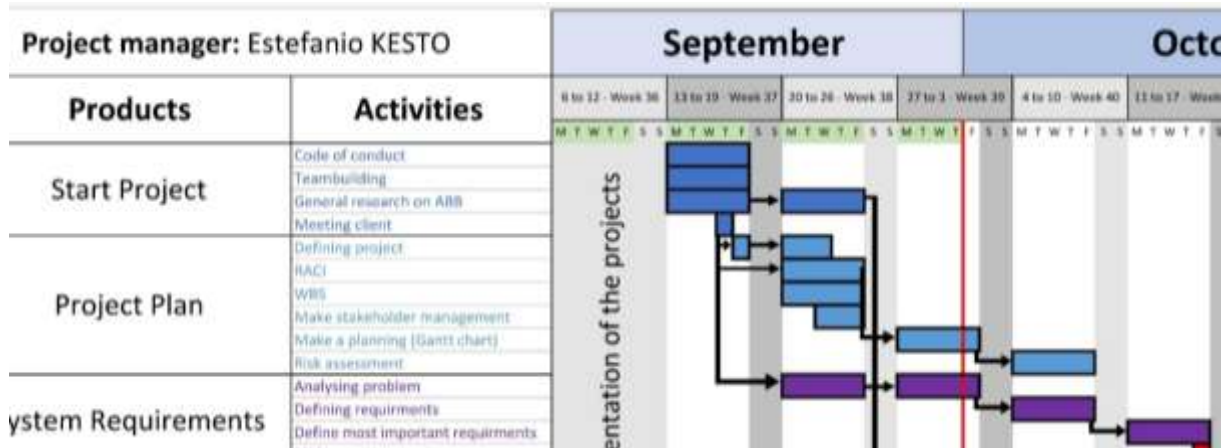 Project manager: Estefanio KESTO
September
Octo
Products
Activities
6 to 12 - Week 36
13 to 19 - Week 37
20 to 26 - Week 38
27 to 3 - Week 39
4 to 10 - Week 40
11 to 17 - Week
M T W T F S S M T W T F S S M T W T F S S M T W T F S S M T W T F S S M T W T F S
Start Project
Code of conduct
Teambuilding
General research on ABB
Meeting client
Project Plan
Defining project
RACI
WBS
Make stakeholder management
Make a planning (Gantt chart)
Risk assessment
ystem Requirements
Analysing problem
Defining requirments
Define most important requirments
entation of the projects